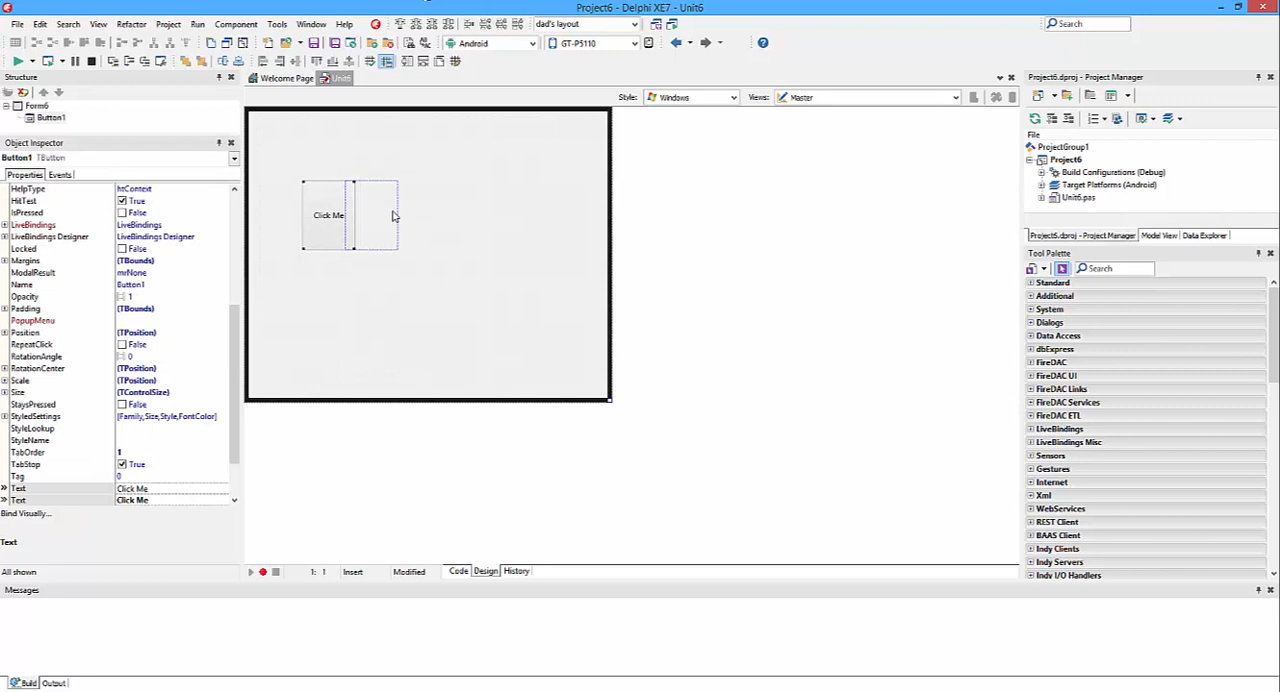 Project6 - Delphi XE7 - Unit6
File Edit Search View Refactor Project Run Component Tools Window Help
dad's layout
Search
Android
GT-P5110
Structure
Welcome Page
Unit6
Form6
Button1
Style: Windows
Views: Master
Object Inspector
Button1 TButton
Properties Events
HelpType htContext
HitTest True
IsPressed False
LiveBindings LiveBindings
LiveBindings Designer LiveBindings Designer
Locked False
Margins (TBounds)
ModalResult mrNone
Name Button1
Opacity 1
Padding (TBounds)
PopupMenu
Position (TPosition)
RepeatClick False
RotationAngle 0
RotationCenter (TPosition)
Scale (TPosition)
Size (TControlSize)
StaysPressed False
StyledSettings [Family,Size,Style,FontColor]
StyleLookup
StyleName
TabOrder 1
TabStop True
Tag 0
Text Click Me
Text Click Me
Bind Visually...
Text
All shown
Click Me
1: 1
Insert
Modified
Code Design History
Project6.dproj - Project Manager
File
ProjectGroup1
Project6
Build Configurations (Debug)
Target Platforms (Android)
Unit6.pas
Project6.dproj - Project Manager Model View Data Explorer
Tool Palette
Search
Standard
Additional
System
Dialogs
Data Access
dbExpress
FireDAC
FireDAC UI
FireDAC Links
FireDAC Services
FireDAC ETL
LiveBindings
LiveBindings Misc
Sensors
Gestures
Internet
Xml
WebServices
REST Client
BAAS Client
Indy Clients
Indy Servers
Indy I/O Handlers
Messages
Build Output